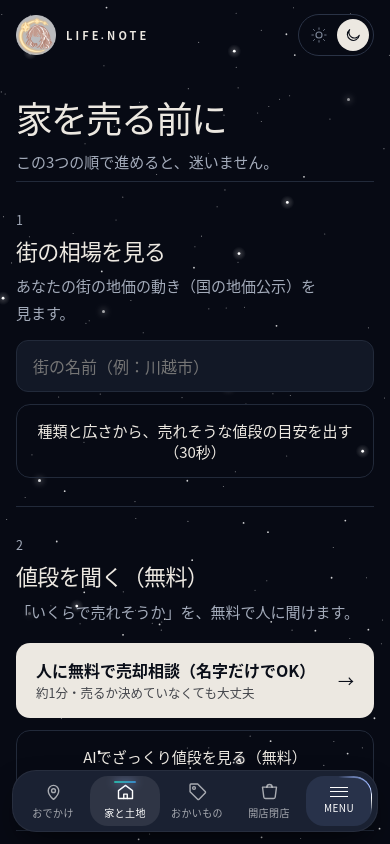 LIFE.NOTE
家を売る前に
この3つの順で進めると、迷いません。
1
街の相場を見る
あなたの街の地価の動き（国の地価公示）を
見ます。
街の名前（例：川越市）
種類と広さから、売れそうな値段の目安を出す
（30秒）
2
値段を聞く（無料）
「いくらで売れそうか」を、無料で人に聞けます。
人に無料で売却相談（名字だけでOK）
約1分・売るか決めていなくても大丈夫
→
AIでざっくり値段を見る（無料）
おでかけ
家と土地
おかいもの
開店閉店
MENU